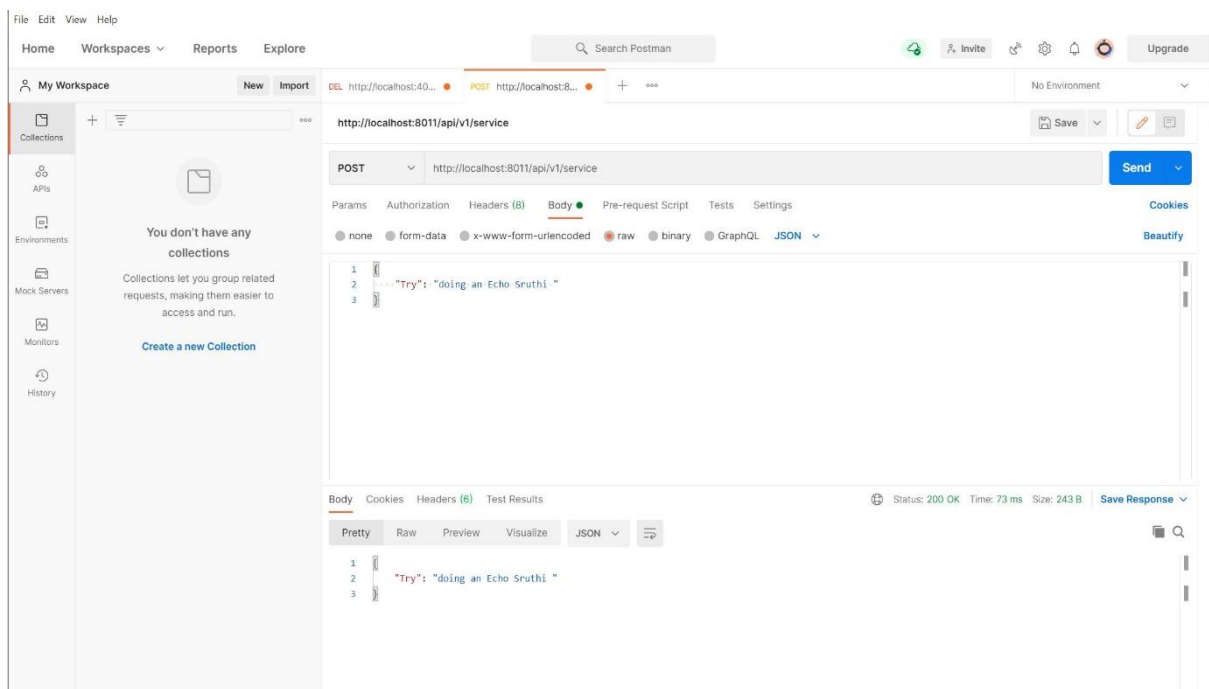 File Edit View Help
Home Workspaces Reports Explore
Search Postman
Invite
Upgrade
My Workspace
New Import
DEL http://localhost:40...
POST http://localhost:8...
No Environment
Collections
APIs
Environments
Mock Servers
Monitors
History
You don't have any
collections
Collections let you group related
requests, making them easier to
access and run.
Create a new Collection
http://localhost:8011/api/v1/service
Save
POST http://localhost:8011/api/v1/service
Send
Params Authorization Headers (8) Body Pre-request Script Tests Settings
Cookies
none form-data x-www-form-urlencoded raw binary GraphQL JSON
Beautify
1 {
2 "Try": "doing an Echo Sruthi "
3 }
Body Cookies Headers (6) Test Results
Status: 200 OK Time: 73 ms Size: 243 B Save Response
Pretty Raw Preview Visualize JSON
1 {
2 "Try": "doing an Echo Sruthi "
3 }